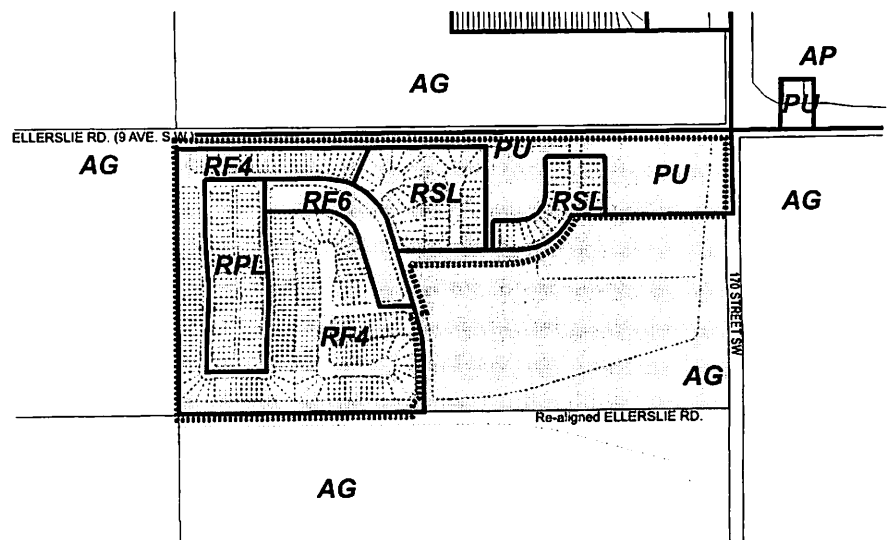 AP
AG
PU
ELLERSLIE RD. (9 AVE. S.W.)
PU
AG
RF4
PU
RSL
RSL
AG
RF6
RPL
170 STREET SW
RF4
AG
Re-aligned ELLERSLIE RD.
AG